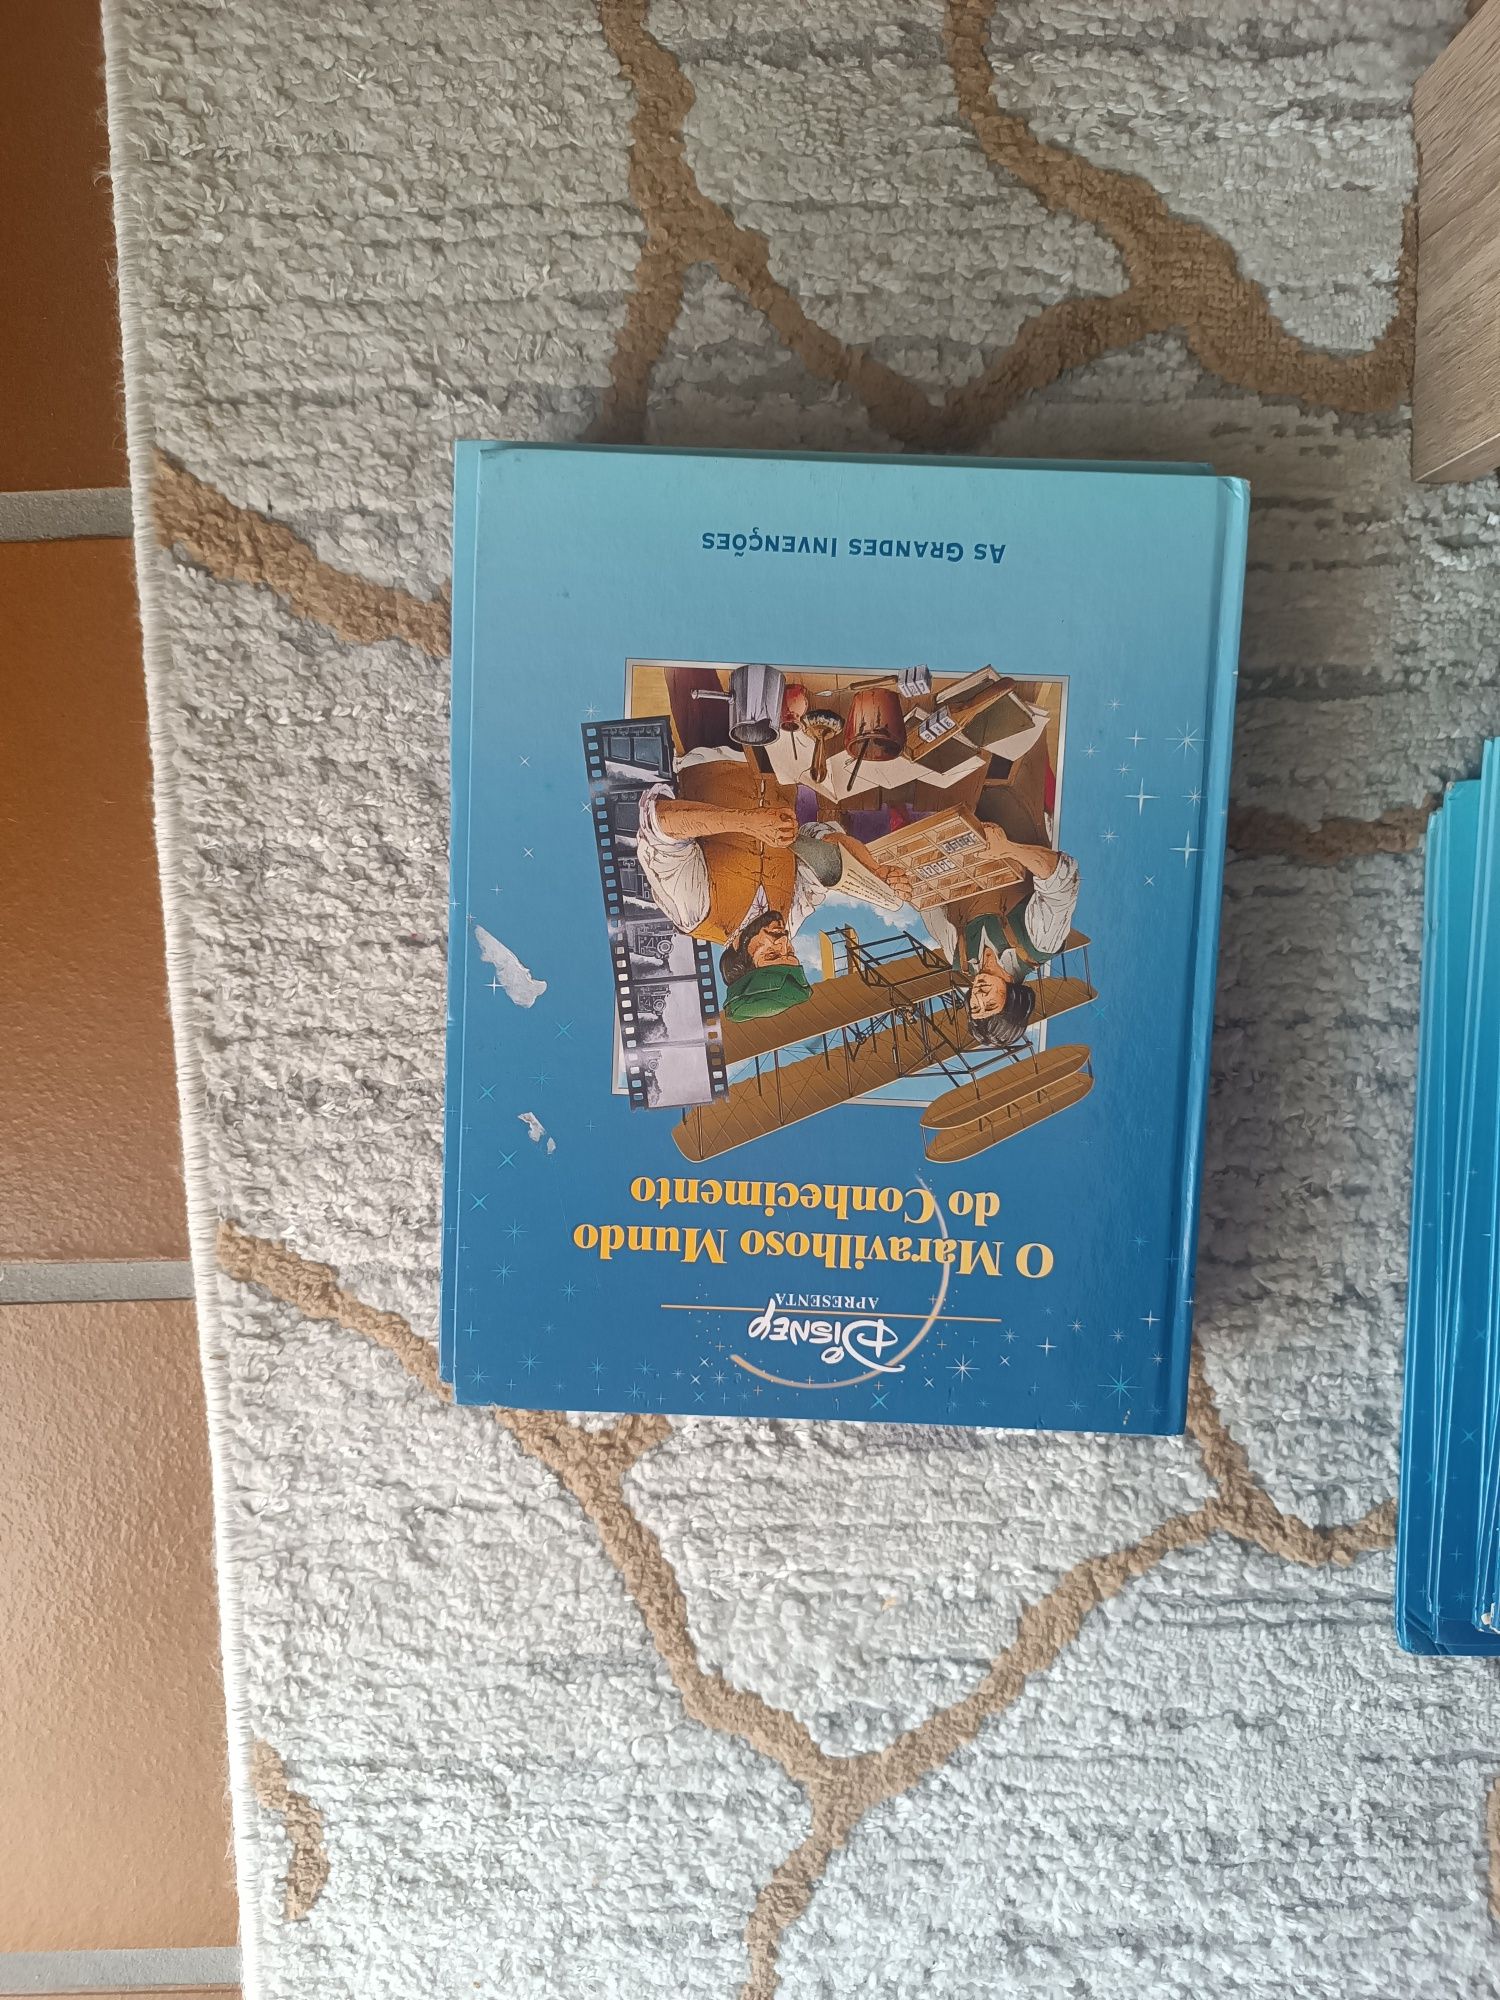 Disney
APRESENTA
O Maravilhoso Mundo
do Conhecimento
As Grandes Invenções